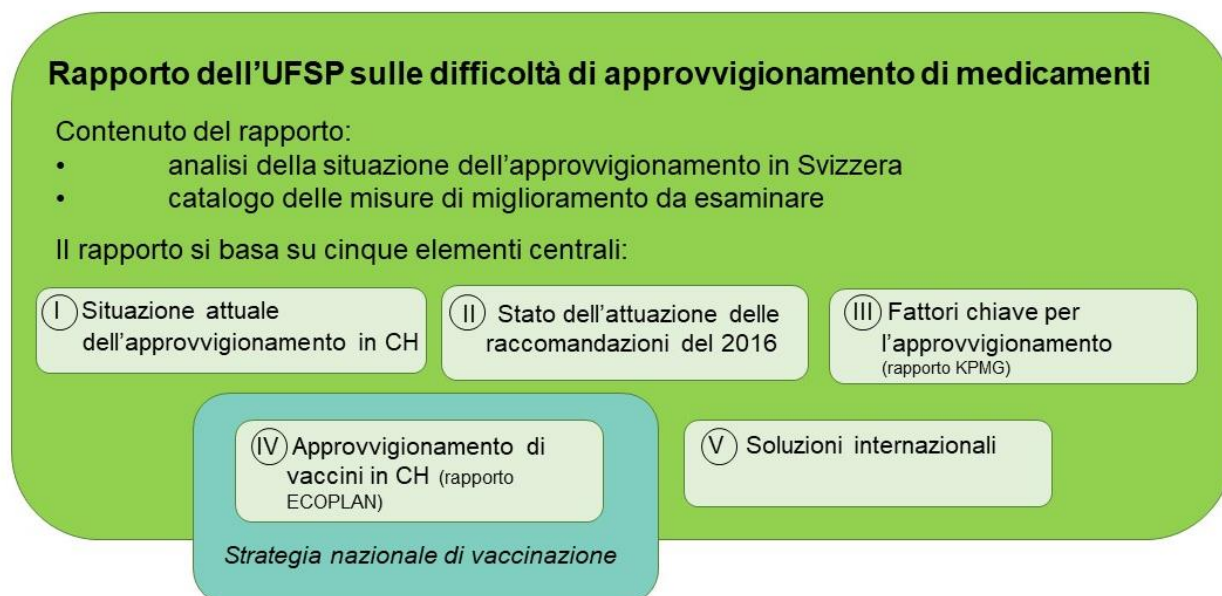 Rapporto dell'UFSP sulle difficoltà di approvvigionamento di medicamenti
Contenuto del rapporto:
• analisi della situazione dell'approvvigionamento in Svizzera
• catalogo delle misure di miglioramento da esaminare
Il rapporto si basa su cinque elementi centrali:
I Situazione attuale
dell'approvvigionamento in CH
II Stato dell'attuazione delle
raccomandazioni del 2016
III Fattori chiave per
l'approvvigionamento
(rapporto KPMG)
IV Approvvigionamento di
vaccini in CH (rapporto
ECOPLAN)
V Soluzioni internazionali
Strategia nazionale di vaccinazione